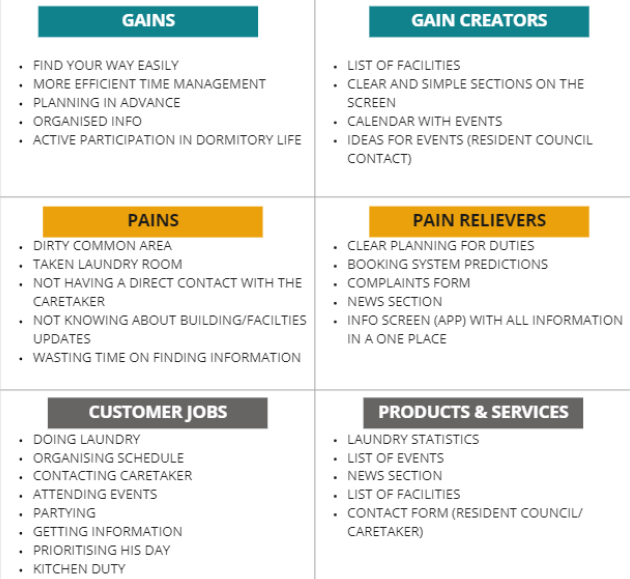 GAINS
• FIND YOUR WAY EASILY
• MORE EFFICIENT TIME MANAGEMENT
• PLANNING IN ADVANCE
• ORGANISED INFO
• ACTIVE PARTICIPATION IN DORMITORY LIFE
GAIN CREATORS
• LIST OF FACILITIES
• CLEAR AND SIMPLE SECTIONS ON THE
SCREEN
• CALENDAR WITH EVENTS
• IDEAS FOR EVENTS (RESIDENT COUNCIL
CONTACT)
PAINS
• DIRTY COMMON AREA
• TAKEN LAUNDRY ROOM
• NOT HAVING A DIRECT CONTACT WITH THE
CARETAKER
• NOT KNOWING ABOUT BUILDING/FACILTIES
UPDATES
• WASTING TIME ON FINDING INFORMATION
PAIN RELIEVERS
• CLEAR PLANNING FOR DUTIES
• BOOKING SYSTEM PREDICTIONS
• COMPLAINTS FORM
• NEWS SECTION
• INFO SCREEN (APP) WITH ALL INFORMATION
IN A ONE PLACE
CUSTOMER JOBS
• DOING LAUNDRY
• ORGANISING SCHEDULE
• CONTACTING CARETAKER
• ATTENDING EVENTS
• PARTYING
• GETTING INFORMATION
• PRIORITISING HIS DAY
• KITCHEN DUTY
PRODUCTS & SERVICES
• LAUNDRY STATISTICS
• LIST OF EVENTS
• NEWS SECTION
• LIST OF FACILITIES
• CONTACT FORM (RESIDENT COUNCIL/
CARETAKER)